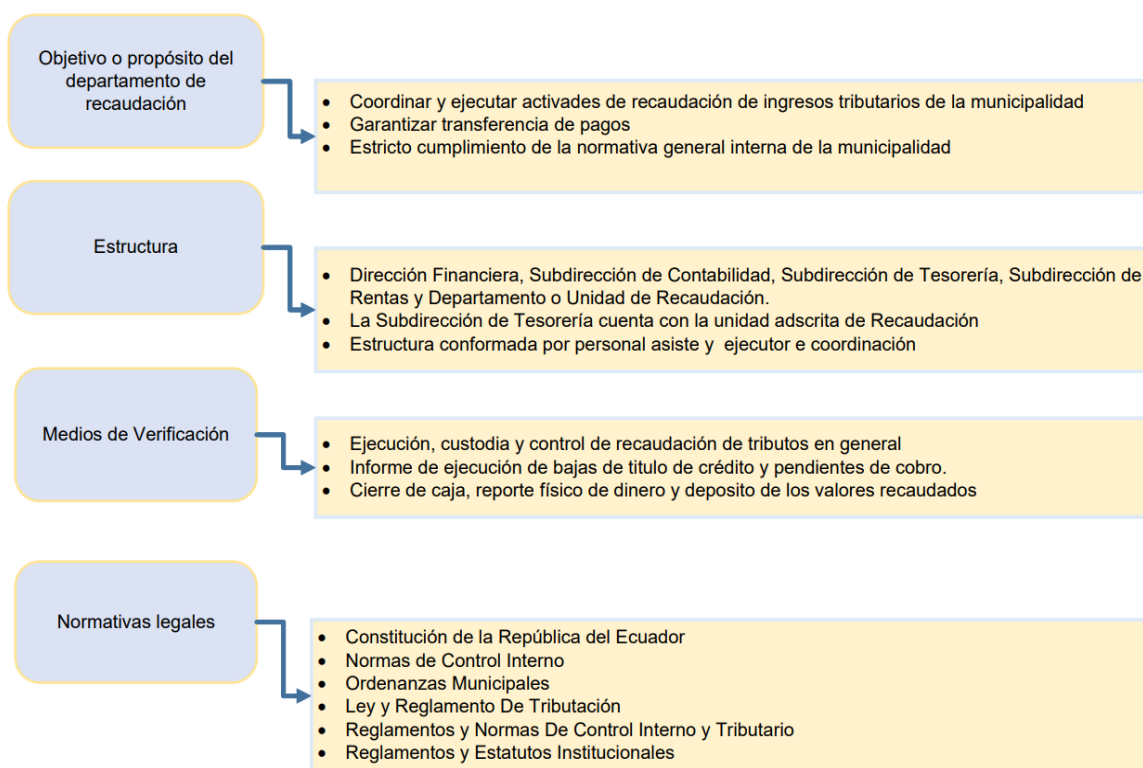 Objetivo o propósito del
departamento de
recaudación
• Coordinar y ejecutar activades de recaudación de ingresos tributarios de la municipalidad
• Garantizar transferencia de pagos
• Estricto cumplimiento de la normativa general interna de la municipalidad
Estructura
• Dirección Financiera, Subdirección de Contabilidad, Subdirección de Tesorería, Subdirección de
Rentas y Departamento o Unidad de Recaudación.
• La Subdirección de Tesorería cuenta con la unidad adscrita de Recaudación
• Estructura conformada por personal asiste y ejecutor e coordinación
Medios de Verificación
• Ejecución, custodia y control de recaudación de tributos en general
• Informe de ejecución de bajas de titulo de crédito y pendientes de cobro.
• Cierre de caja, reporte físico de dinero y deposito de los valores recaudados
Normativas legales
• Constitución de la República del Ecuador
• Normas de Control Interno
• Ordenanzas Municipales
• Ley y Reglamento De Tributación
• Reglamentos y Normas De Control Interno y Tributario
• Reglamentos y Estatutos Institucionales